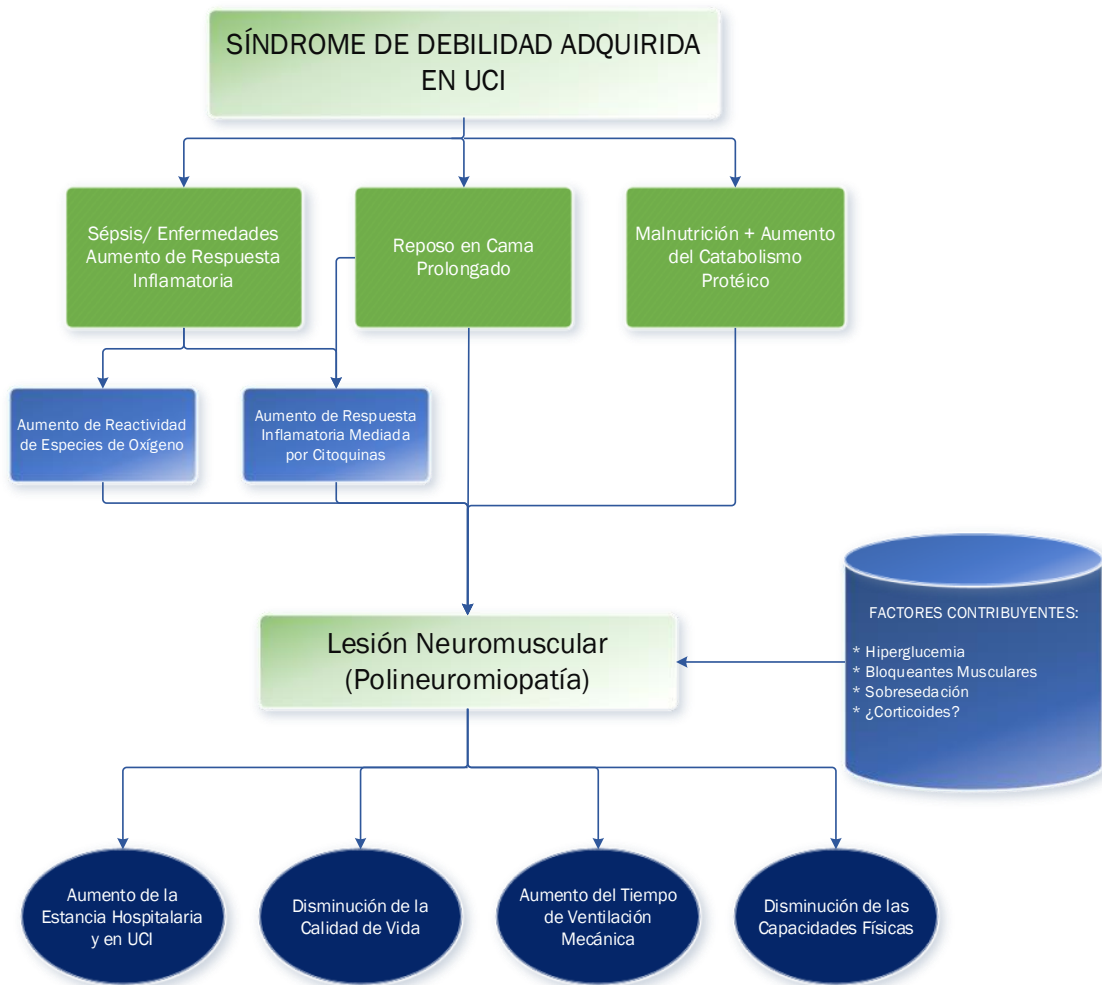 SÍNDROME DE DEBILIDAD ADQUIRIDA
EN UCI
Sépsis/ Enfermedades
Aumento de Respuesta
Inflamatoria
Reposo en Cama
Prolongado
Malnutrición + Aumento
del Catabolismo
Protéico
Aumento de Reactividad
de Especies de Oxígeno
Aumento de Respuesta
Inflamatoria Mediada
por Citoquinas
FACTORES CONTRIBUYENTES:
* Hiperglucemia
* Bloqueantes Musculares
* Sobresedación
* ¿Corticoides?
Lesión Neuromuscular
(Polineuromiopatía)
Aumento de la
Estancia Hospitalaria
y en UCI
Disminución de la
Calidad de Vida
Aumento del Tiempo
de Ventilación
Mecánica
Disminución de las
Capacidades Físicas